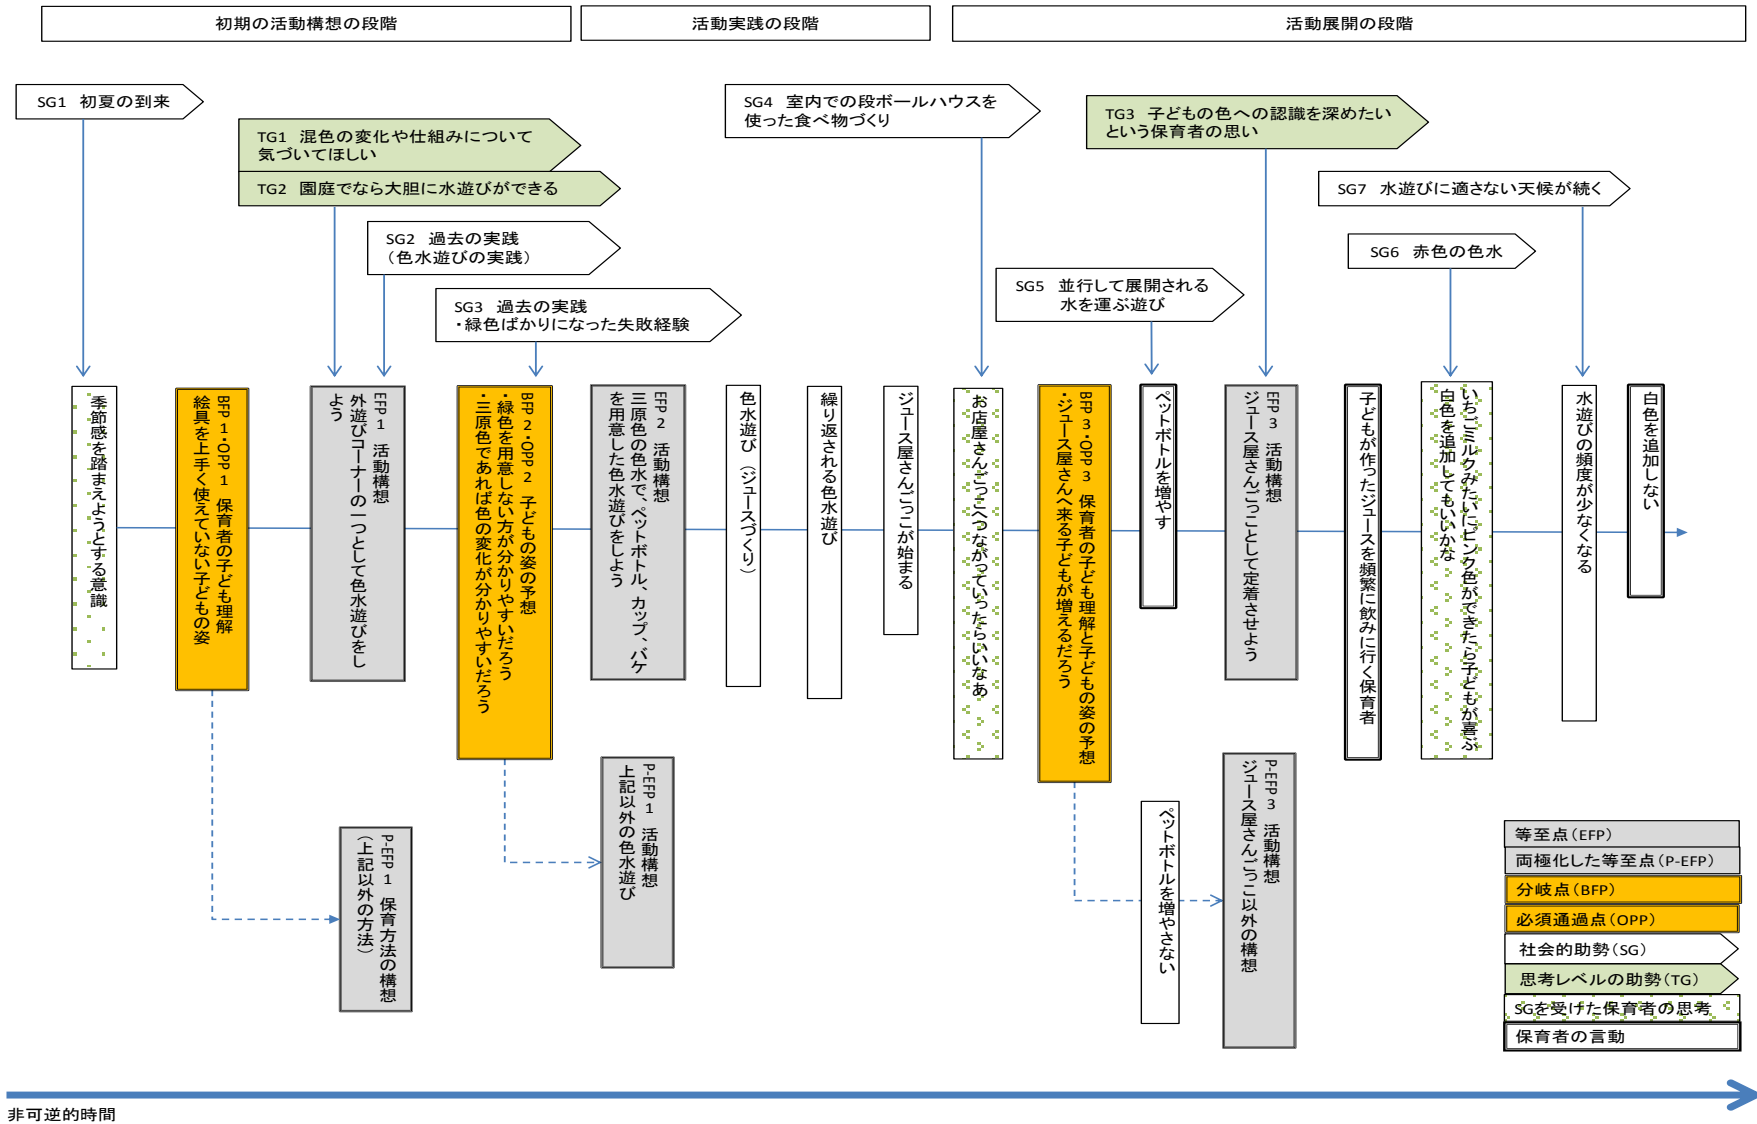 初期の活動構想の段階
活動実践の段階
活動展開の段階
SG1 初夏の到来
TG1 混色の変化や仕組みについて
気づいてほしい
TG2 園庭でなら大胆に水遊びができる
SG2 過去の実践
（色水遊びの実践）
SG3 過去の実践
・緑色ばかりになった失敗経験
SG4 室内での段ボールハウスを
使った食べ物づくり
TG3 子どもの色への認識を深めたい
という保育者の思い
SG5 並行して展開される
水を運ぶ遊び
SG7 水遊びに適さない天候が続く
SG6 赤色の色水
季節感を踏まえようとする意識
BFP1・OPP1 保育者の子ども理解
絵具を上手く使えていない子どもの姿
EFP1 活動構想
外遊びコーナーの一つとして色水遊びをし
よう
BFP2・OPP2 子どもの姿の予想
・緑色を用意しない方が分かりやすいだろう
・三原色であれば色の変化が分かりやすいだろう
EFP2 活動構想
三原色の色水で、ペットボトル、カップ、バケツ
を用意した色水遊びをしよう
色水遊び（ジュースづくり）
繰り返される色水遊び
ジュース屋さんごっこが始まる
お店屋さんごっこへつながっていったらいいなあ
BFP3・OPP3 保育者の子ども理解と子どもの姿の予想
・ジュース屋さんへ来る子どもが増えるだろう
ペットボトルを増やす
EFP3 活動構想
ジュース屋さんごっことして定着させよう
子どもが作ったジュースを頻繁に飲みに行く保育者
いちごミルクみたいにピンク色ができたら子どもが喜ぶ
白色を追加してもいいかな
水遊びの頻度が少なくなる
白色を追加しない
P-EFP1 保育方法の構想
（上記以外の方法）
P-EFP1 活動構想
上記以外の色水遊び
ペットボトルを増やさない
P-EFP3 活動構想
ジュース屋さんごっこ以外の構想
等至点（EFP）
両極化した等至点（P-EFP）
分岐点（BFP）
必須通過点（OPP）
社会的助勢（SG）
思考レベルの助勢（TG）
SGを受けた保育者の思考
保育者の言動
非可逆的時間